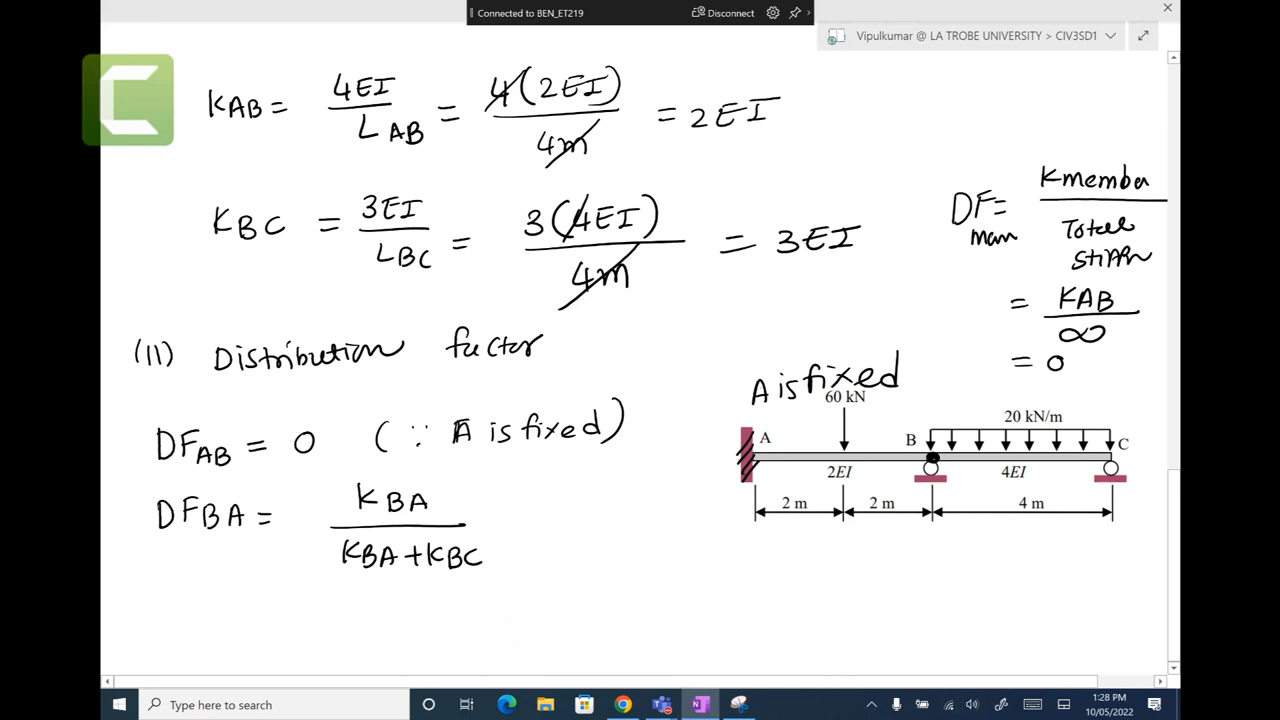 Connected to BEN_ET219 Disconnect
Vipulkumar @ LA TROBE UNIVERSITY > CIV3SD1
KAB = 4EI / LAB = 4(2EI) / 4m = 2EI
KBC = 3EI / LBC = 3(4EI) / 4m = 3EI
DF = Kmember /
Total
= KAB / ∞
= 0
(11) Distribution factor
A is fixed
DFAB = 0 (∵ A is fixed)
DFBA = KBA / KBA + KBC
60 kN
20 kN/m
A B C
2EI 4EI
2 m 2 m 4 m
Type here to search
1:28 PM
10/05/2022